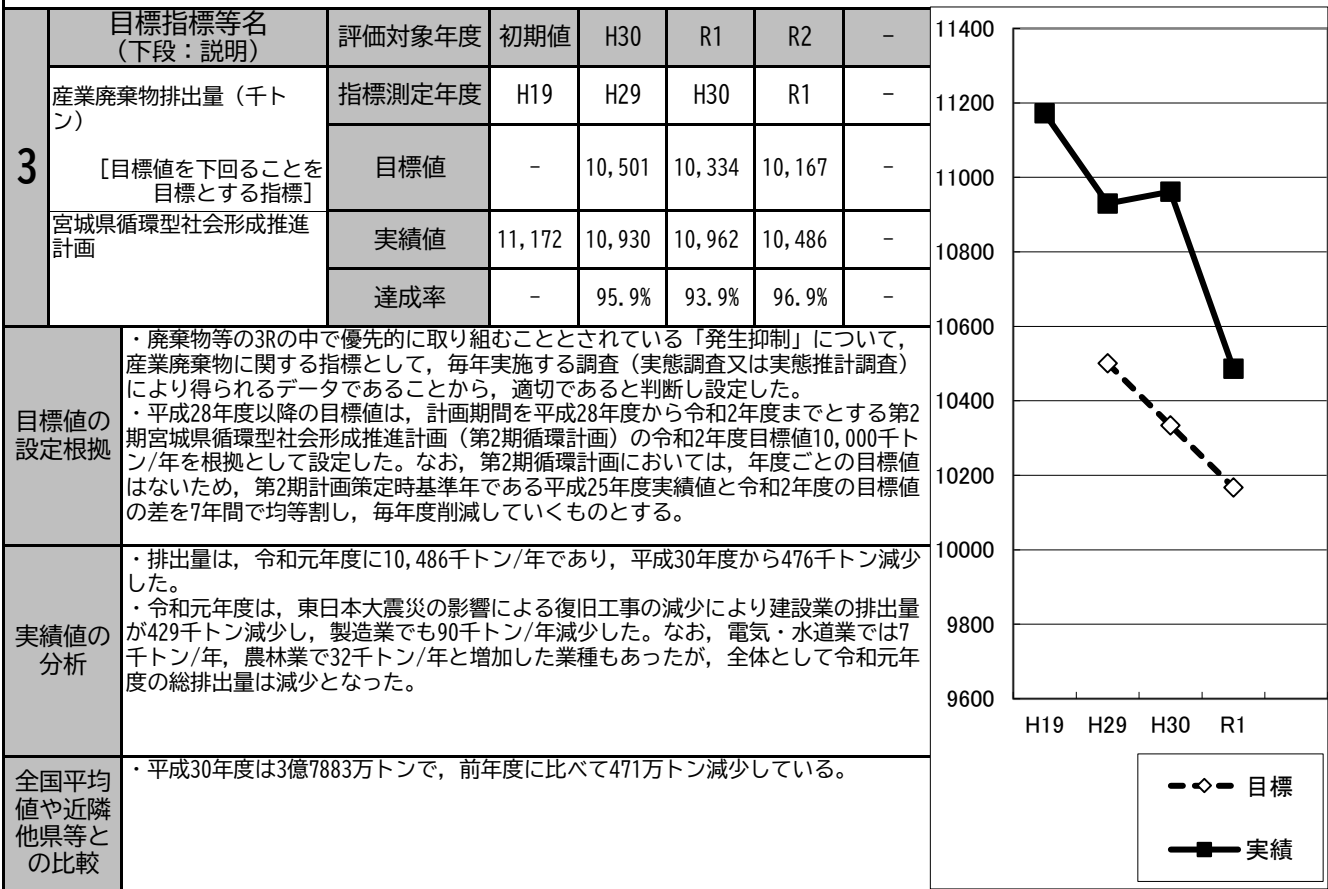 3
目標指標等名
（下段：説明）
評価対象年度 初期値 H30 R1 R2 －
産業廃棄物排出量（千ト
ン）
[目標値を下回ることを
目標とする指標]
宮城県循環型社会形成推進
計画
指標測定年度 H19 H29 H30 R1 －
目標値 － 10,501 10,334 10,167 －
実績値 11,172 10,930 10,962 10,486 －
達成率 － 95.9% 93.9% 96.9% －
目標値の
設定根拠
・廃棄物等の3Rの中で優先的に取り組むこととされている「発生抑制」について，
産業廃棄物に関する指標として，毎年実施する調査（実態調査又は実態推計調査）
により得られるデータであることから，適切であると判断し設定した。
・平成28年度以降の目標値は，計画期間を平成28年度から令和2年度までとする第2
期宮城県循環型社会形成推進計画（第2期循環計画）の令和2年度目標値10,000千ト
ン/年を根拠として設定した。なお，第2期循環計画においては，年度ごとの目標値
はないため，第2期計画策定時基準年である平成25年度実績値と令和2年度の目標値
の差を7年間で均等割し，毎年度削減していくものとする。
実績値の
分析
・排出量は，令和元年度に10,486千トン/年であり，平成30年度から476千トン減少
した。
・令和元年度は，東日本大震災の影響による復旧工事の減少により建設業の排出量
が429千トン減少し，製造業でも90千トン/年減少した。なお，電気・水道業では7
千トン/年，農林業で32千トン/年と増加した業種もあったが，全体として令和元年
度の総排出量は減少となった。
全国平均
値や近隣
他県等と
の比較
・平成30年度は3億7883万トンで，前年度に比べて471万トン減少している。
11400
11200
11000
10800
10600
10400
10200
10000
9800
9600
H19 H29 H30 R1
目標
実績